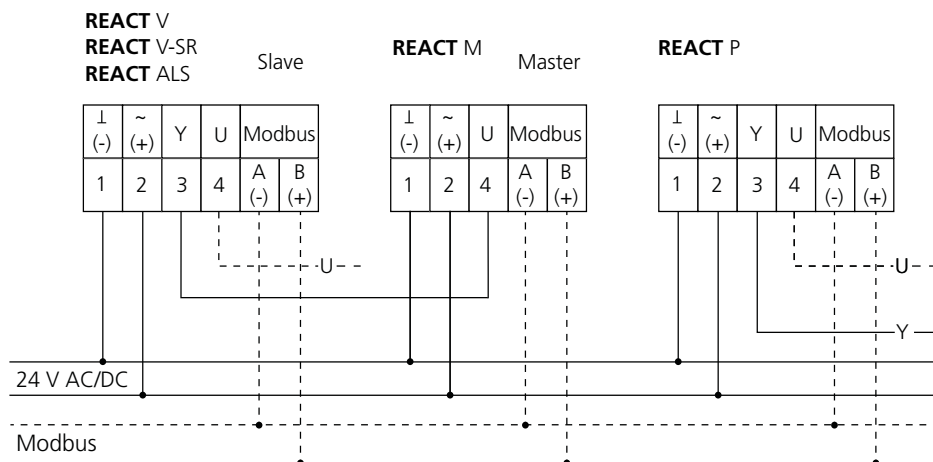 REACT V
REACT V-SR
REACT ALS
Slave
REACT M
Master
REACT P
⊥ ~ Y U Modbus
(-) (+)
1 2 3 4 A B
(-) (+)
⊥ ~ U Modbus
(-) (+)
1 2 4 A B
(-) (+)
⊥ ~ Y U Modbus
(-) (+)
1 2 3 4 A B
(-) (+)
U
U
Y
24 V AC/DC
Modbus